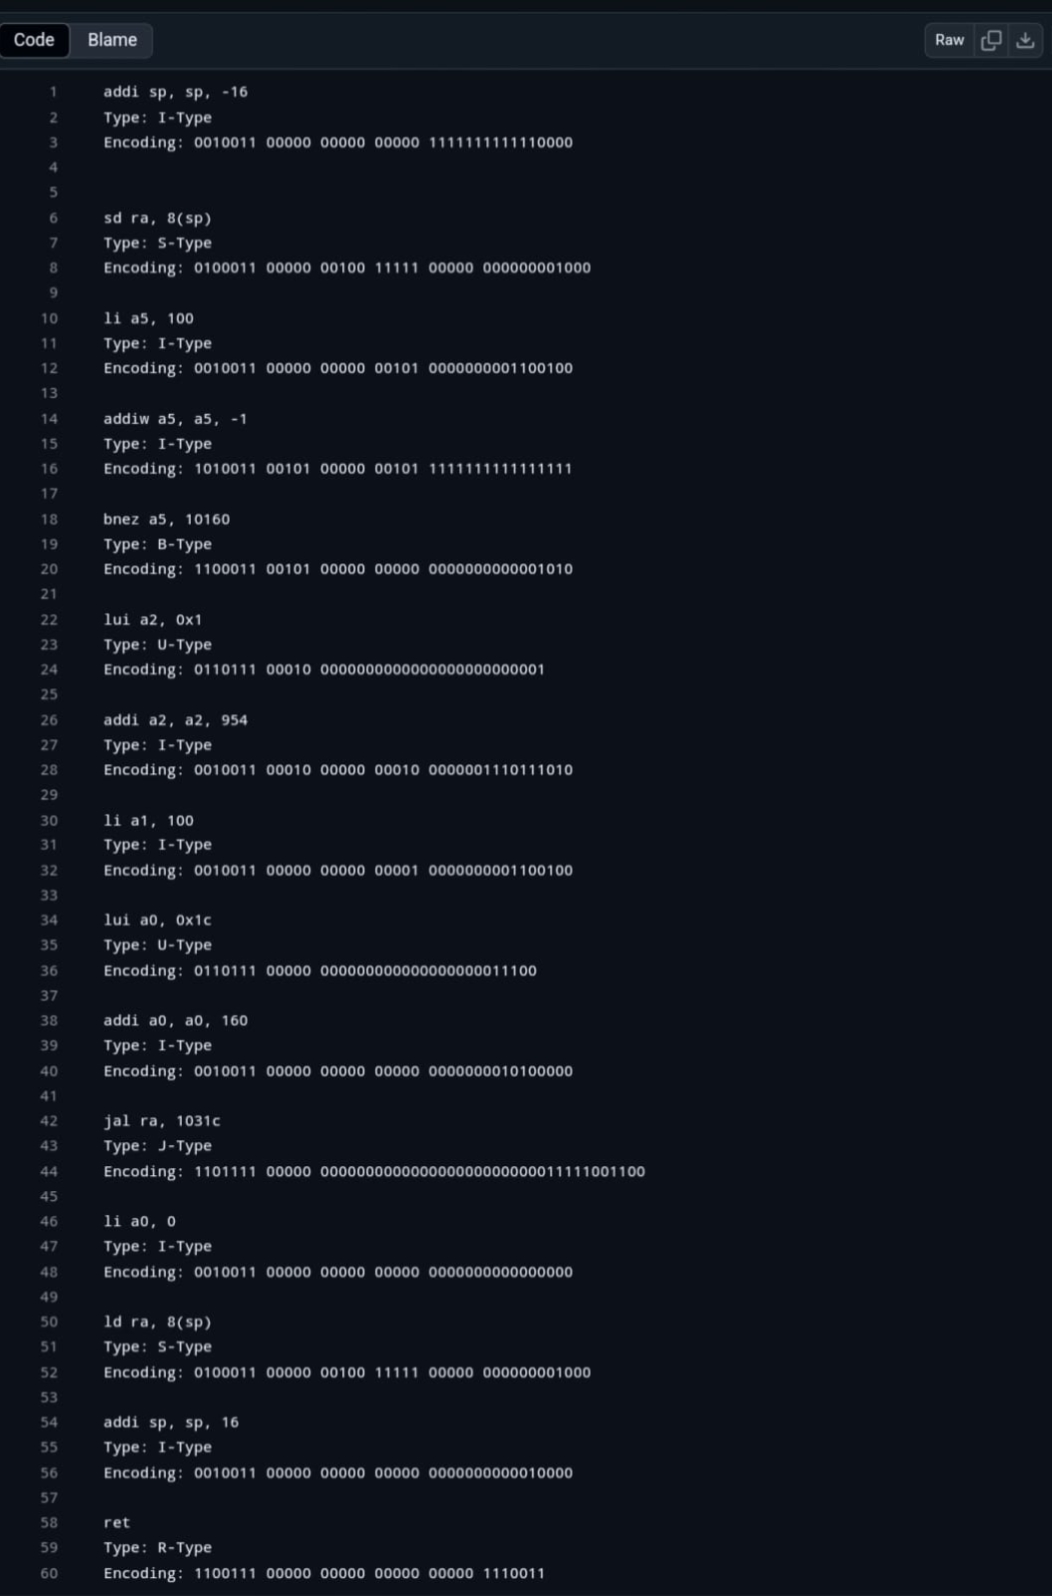 Code Blame Raw
1 addi sp, sp, -16
2 Type: I-Type
3 Encoding: 0010011 00000 00000 00000 1111111111110000
4
5
6 sd ra, 8(sp)
7 Type: S-Type
8 Encoding: 0100011 00000 00100 11111 00000 000000001000
9
10 li a5, 100
11 Type: I-Type
12 Encoding: 0010011 00000 00000 00101 0000000001100100
13
14 addiw a5, a5, -1
15 Type: I-Type
16 Encoding: 1010011 00101 00000 00101 1111111111111111
17
18 bnez a5, 10160
19 Type: B-Type
20 Encoding: 1100011 00101 00000 00000 0000000000001010
21
22 lui a2, 0x1
23 Type: U-Type
24 Encoding: 0110111 00010 0000000000000000000000001
25
26 addi a2, a2, 954
27 Type: I-Type
28 Encoding: 0010011 00010 00000 00010 0000001110111010
29
30 li a1, 100
31 Type: I-Type
32 Encoding: 0010011 00000 00000 00001 0000000001100100
33
34 lui a0, 0x1c
35 Type: U-Type
36 Encoding: 0110111 00000 000000000000000000011100
37
38 addi a0, a0, 160
39 Type: I-Type
40 Encoding: 0010011 00000 00000 00000 0000000010100000
41
42 jal ra, 1031c
43 Type: J-Type
44 Encoding: 1101111 00000 000000000000000000000000011111001100
45
46 li a0, 0
47 Type: I-Type
48 Encoding: 0010011 00000 00000 00000 0000000000000000
49
50 ld ra, 8(sp)
51 Type: S-Type
52 Encoding: 0100011 00000 00100 11111 00000 000000001000
53
54 addi sp, sp, 16
55 Type: I-Type
56 Encoding: 0010011 00000 00000 00000 0000000000010000
57
58 ret
59 Type: R-Type
60 Encoding: 1100111 00000 00000 00000 00000 1110011